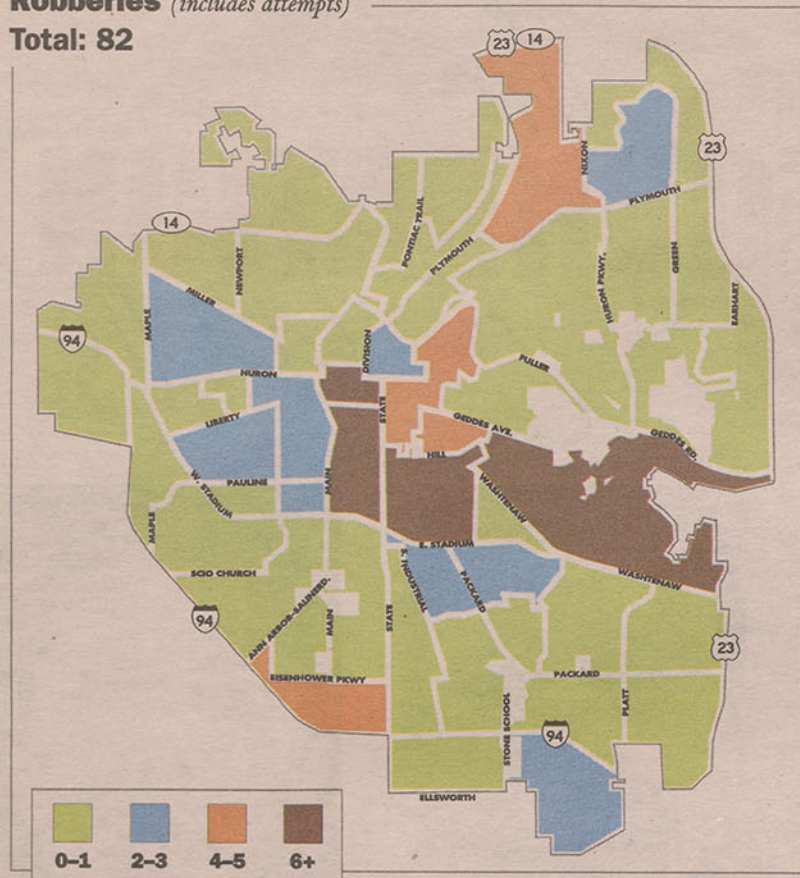 Robberies (includes attempts)
Total: 82
23 14
NIXON
23
PLYMOUTH
PONTIAC TRAIL
14
PLYMOUTH
NEWPORT
GREEN
HURON PKWY.
MILLER
EARHART
MAPLE
94
DIVISION
FULLER
HURON
STATE
LIBERTY
GEDDES AVE.
GEDDES RD.
HILL
MAIN
PAULINE
W. STADIUM
WASHTENAW
MAPLE
E. STADIUM
S. INDUSTRIAL
PACKARD
SCIO CHURCH
WASHTENAW
ANN ARBOR-SALINE RD.
MAIN
STATE
94
23
EISENHOWER PKWY
PACKARD
PLATT
STONE SCHOOL
94
ELLSWORTH
0–1 2–3 4–5 6+